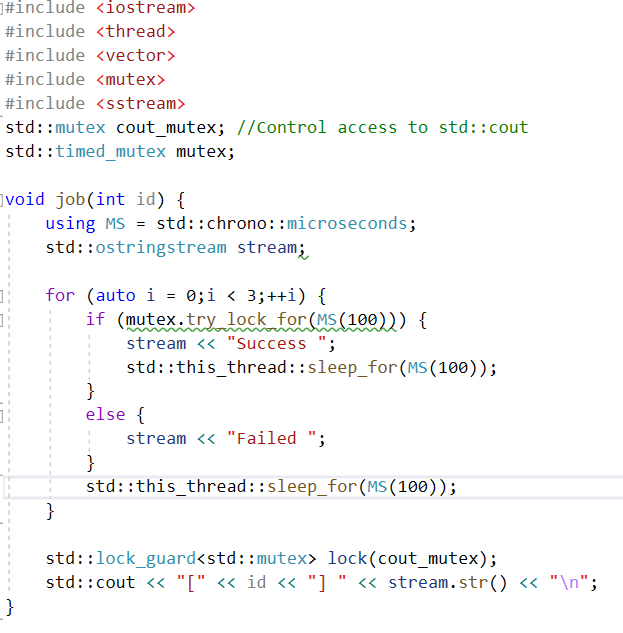 #include <iostream>
#include <thread>
#include <vector>
#include <mutex>
#include <sstream>
std::mutex cout_mutex; //Control access to std::cout
std::timed_mutex mutex;

void job(int id) {
    using MS = std::chrono::microseconds;
    std::ostringstream stream;

    for (auto i = 0;i < 3;++i) {
        if (mutex.try_lock_for(MS(100))) {
            stream << "Success ";
            std::this_thread::sleep_for(MS(100));
        }
        else {
            stream << "Failed ";
        }
        std::this_thread::sleep_for(MS(100));
    }

    std::lock_guard<std::mutex> lock(cout_mutex);
    std::cout << "[" << id << "] " << stream.str() << "\n";
}